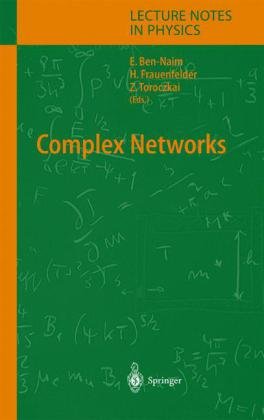 LECTURE NOTES
IN PHYSICS
E. Ben-Naim
H. Frauenfelder
Z. Toroczkai
(Eds.)
Complex Networks
Springer